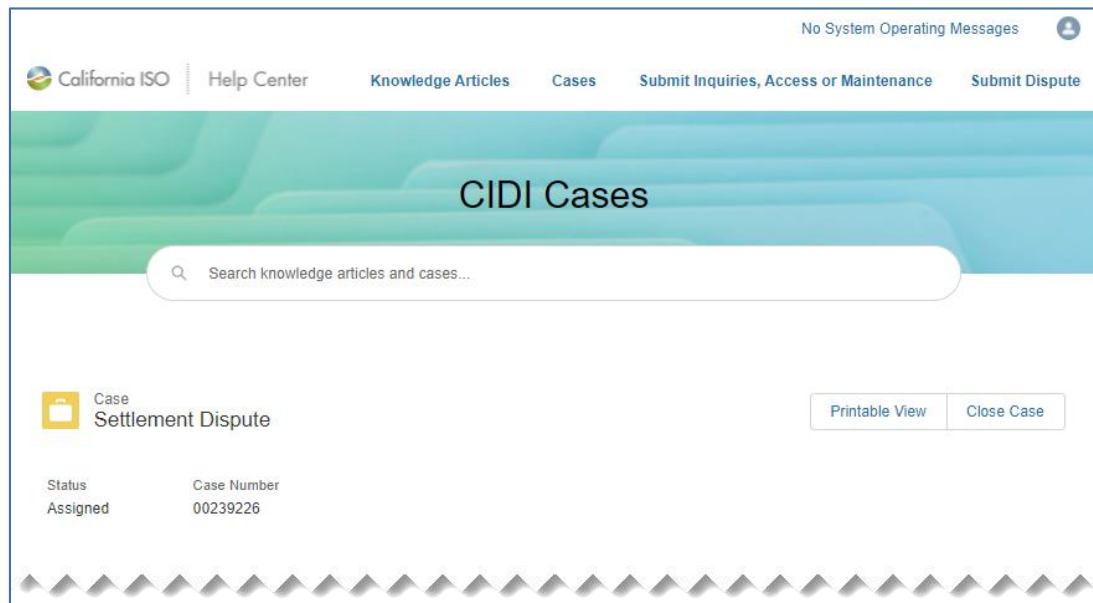 No System Operating Messages
California ISO Help Center Knowledge Articles Cases Submit Inquiries, Access or Maintenance Submit Dispute
CIDI Cases
Search knowledge articles and cases...
Case
Settlement Dispute
Printable View Close Case
Status Case Number
Assigned 00239226